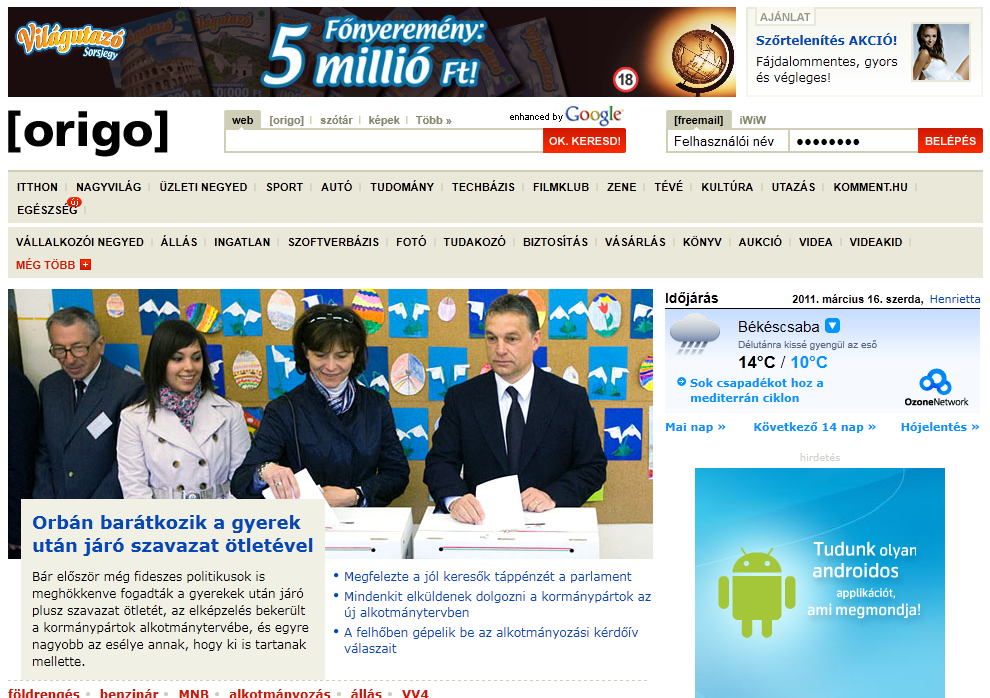 Világutazó
Sorsjegy
5
Főnyeremény:
millió Ft!
18
AJÁNLAT
Szőrtelenítés AKCIÓ!
Fájdalommentes, gyors
és végleges!
[origo]
web [origo] szótár képek Több »
enhanced by Google
OK. KERESD!
[freemail] iWiW
Felhasználói név ●●●●●●●● BELÉPÉS
ITTHON NAGYVILÁG ÜZLETI NEGYED SPORT AUTÓ TUDOMÁNY TECHBÁZIS FILMKLUB ZENE TÉVÉ KULTÚRA UTAZÁS KOMMENT.HU
EGÉSZSÉG új
VÁLLALKOZÓI NEGYED ÁLLÁS INGATLAN SZOFTVERBÁZIS FOTÓ TUDAKOZÓ BIZTOSÍTÁS VÁSÁRLÁS KÖNYV AUKCIÓ VIDEA VIDEAKID
MÉG TÖBB +
Orbán barátkozik a gyerek
után járó szavazat ötletével
Bár először még fideszes politikusok is
meghökkenve fogadták a gyerekek után járó
plusz szavazat ötletét, az elképzelés bekerült
a kormánypártok alkotmánytervébe, és egyre
nagyobb az esélye annak, hogy ki is tartanak
mellette.
• Megfelezte a jól keresők táppénzét a parlament
• Mindenkit elküldenek dolgozni a kormánypártok az
új alkotmánytervben
• A felhőben gépelik be az alkotmányozási kérdőív
válaszait
földrengés • benzinár • MNB • alkotmányozás • állás • VV4
Időjárás 2011. március 16. szerda, Henrietta
Békéscsaba
Délutánra kissé gyengül az eső
14°C / 10°C
Sok csapadékot hoz a
mediterrán ciklon
OzoneNetwork
Mai nap » Következő 14 nap » Hójelentés »
hirdetés
Tudunk olyan
androidos
applikációt,
ami megmondja!